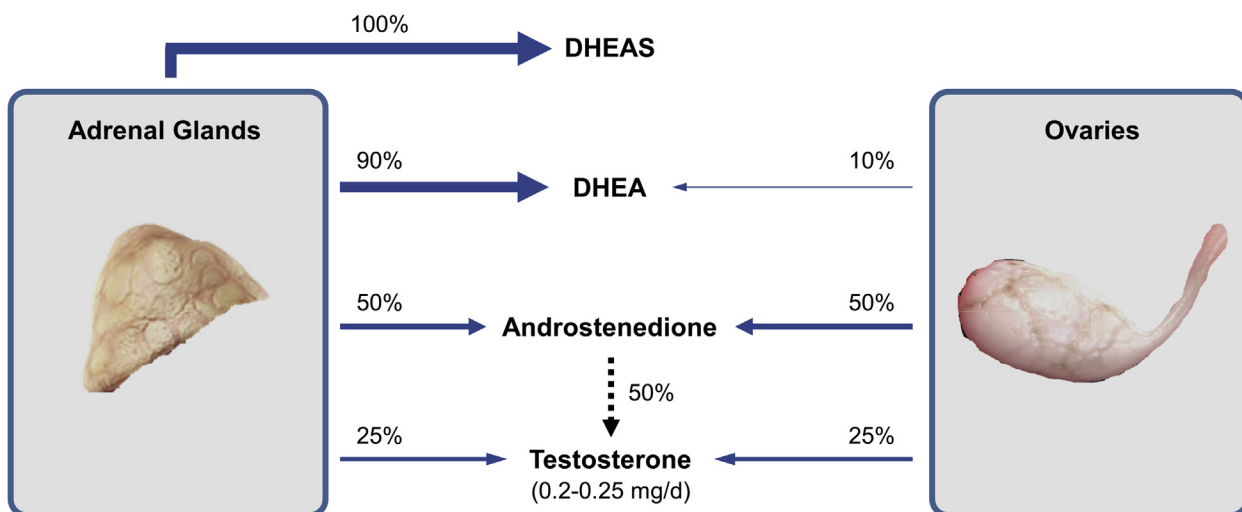 100%
DHEAS
Adrenal Glands
Ovaries
90%
DHEA
10%
50%
Androstenedione
50%
50%
25%
Testosterone
25%
(0.2-0.25 mg/d)